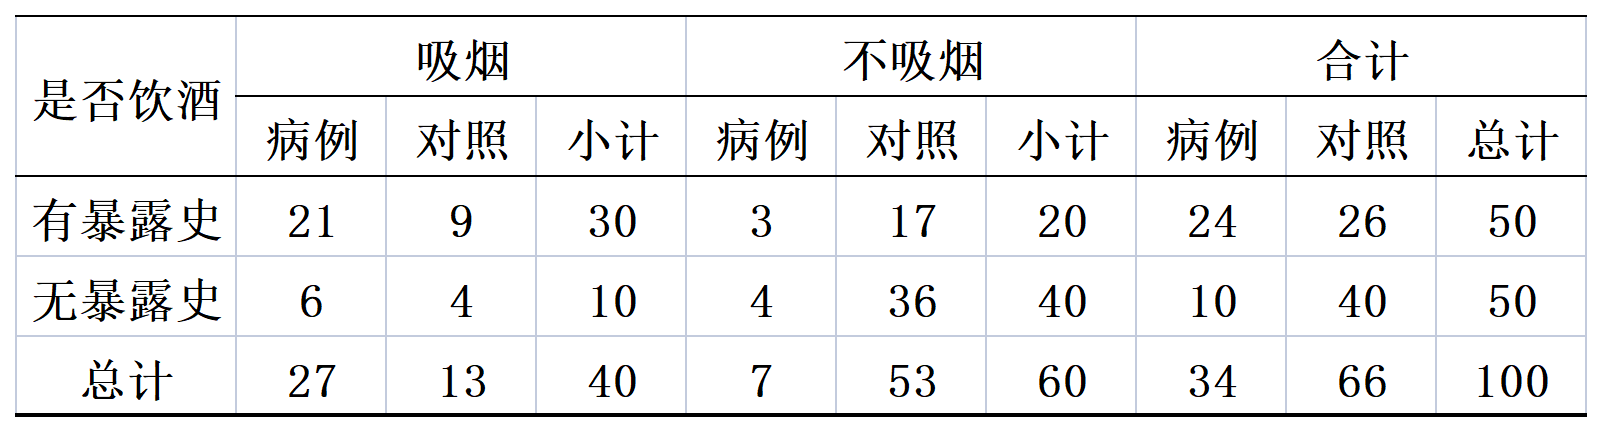 是否饮酒 吸烟 不吸烟 合计
病例 对照 小计 病例 对照 小计 病例 对照 总计
有暴露史 21 9 30 3 17 20 24 26 50
无暴露史 6 4 10 4 36 40 10 40 50
总计 27 13 40 7 53 60 34 66 100